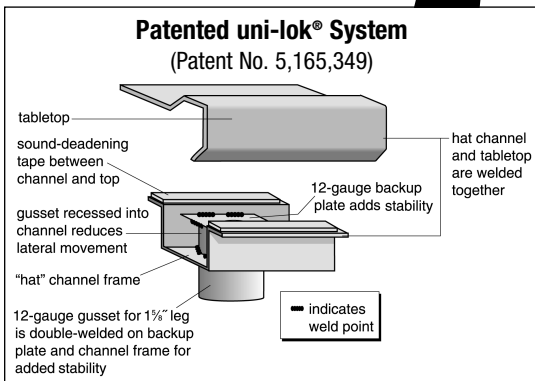 Patented uni-lok® System
(Patent No. 5,165,349)
tabletop
sound-deadening
tape between
channel and top
gusset recessed into
channel reduces
lateral movement
“hat” channel frame
12-gauge gusset for 1⅝˝ leg
is double-welded on backup
plate and channel frame for
added stability
12-gauge backup
plate adds stability
hat channel
and tabletop
are welded
together
indicates
weld point